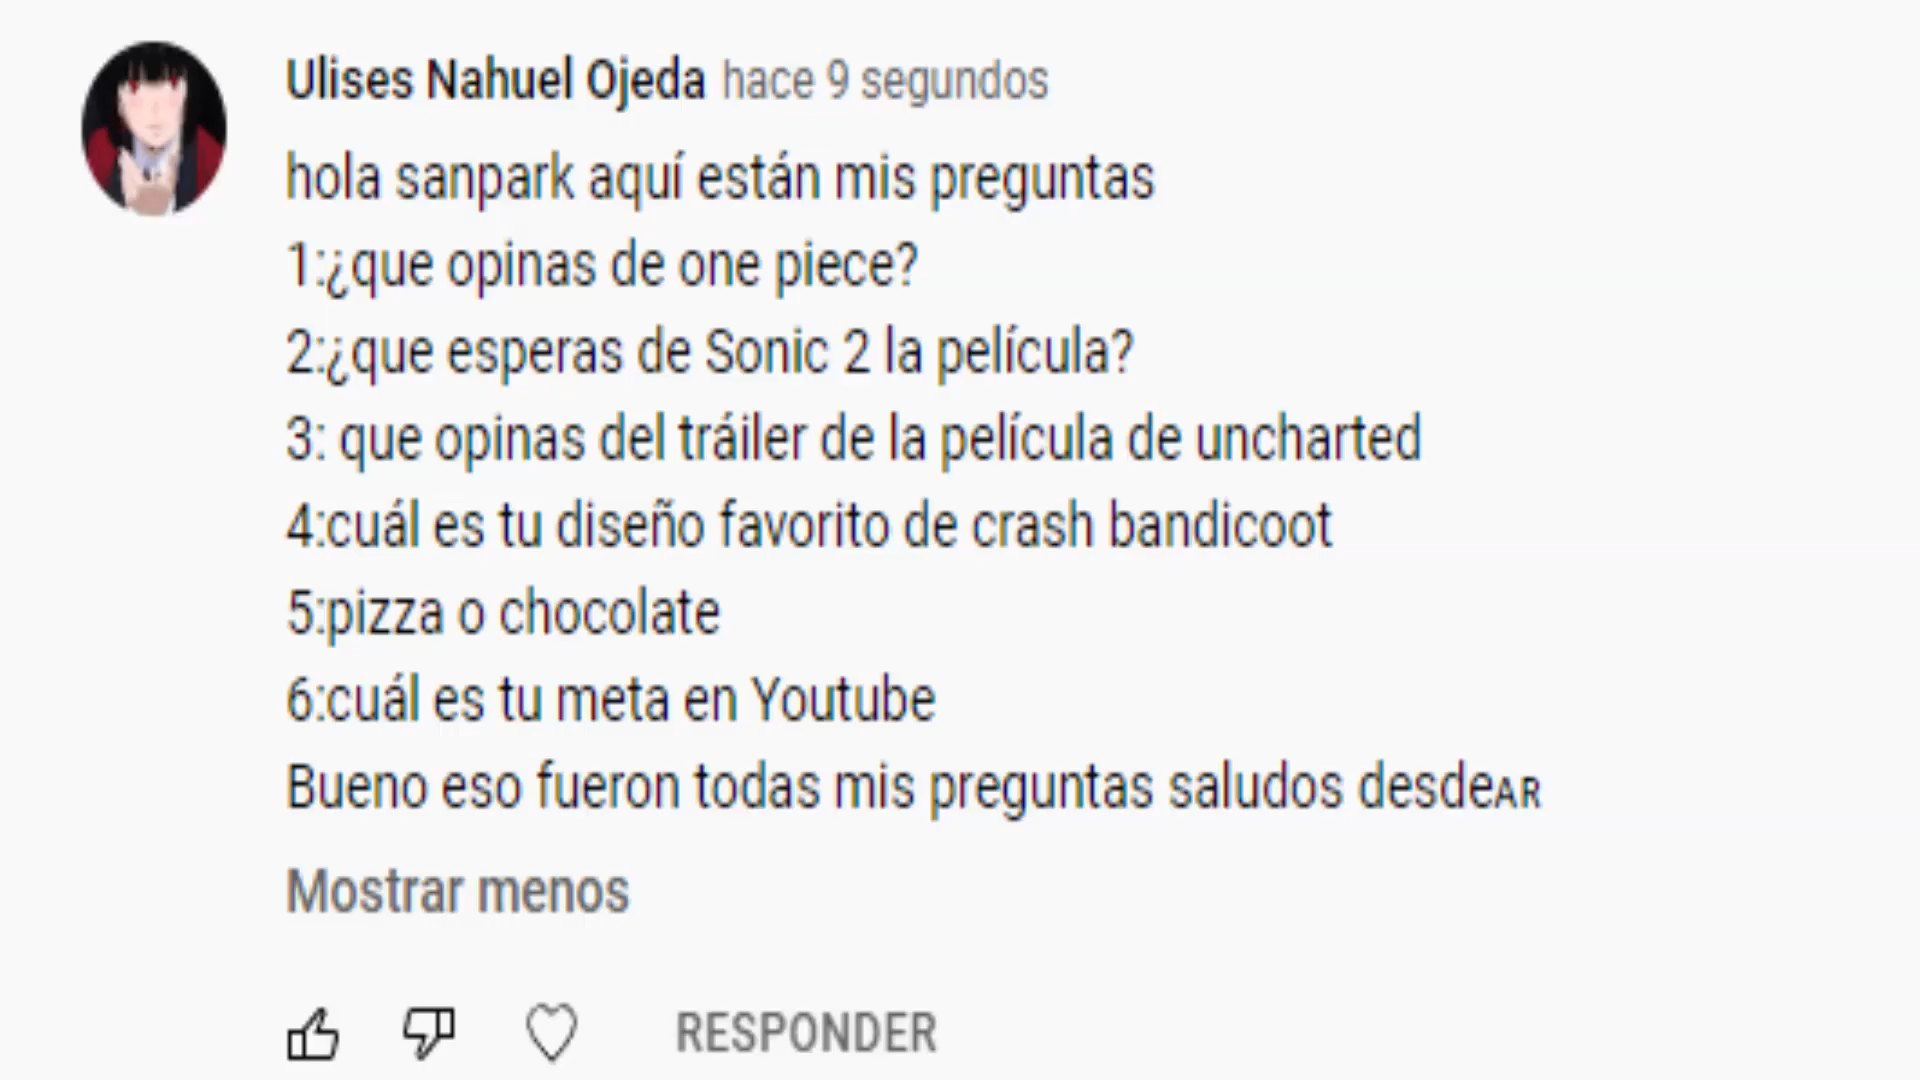 Ulises Nahuel Ojeda hace 9 segundos
hola sanpark aquí están mis preguntas
1:¿que opinas de one piece?
2:¿que esperas de Sonic 2 la película?
3: que opinas del tráiler de la película de uncharted
4:cuál es tu diseño favorito de crash bandicoot
5:pizza o chocolate
6:cuál es tu meta en Youtube
Bueno eso fueron todas mis preguntas saludos desdeAR
Mostrar menos
RESPONDER